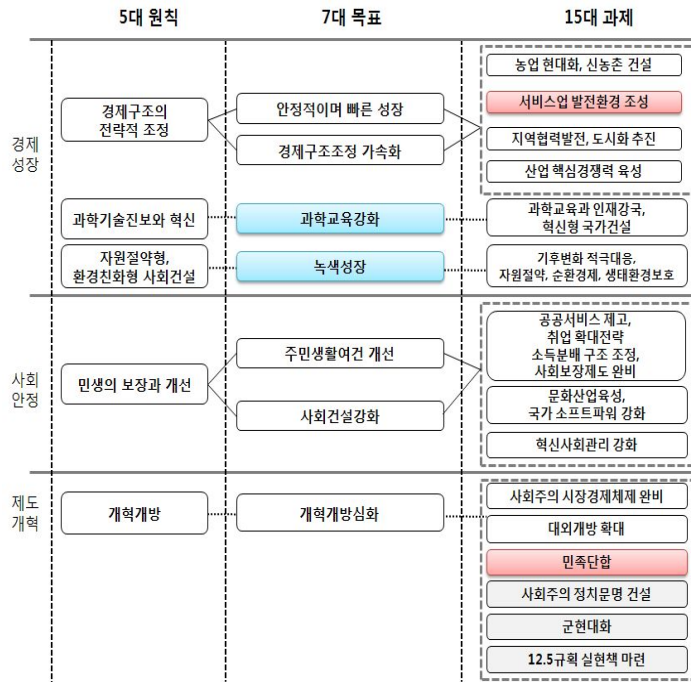 5대 원칙
7대 목표
15대 과제
경제
성장
경제구조의
전략적 조정
안정적이며 빠른 성장
경제구조조정 가속화
농업 현대화, 신농촌 건설
서비스업 발전환경 조성
지역협력발전, 도시화 추진
산업 핵심경쟁력 육성
과학기술진보와 혁신
과학교육강화
과학교육과 인재강국,
혁신형 국가건설
자원절약형,
환경친화형 사회건설
녹색성장
기후변화 적극대응,
자원절약, 순환경제, 생태환경보호
사회
안정
민생의 보장과 개선
주민생활여건 개선
사회건설강화
공공서비스 제고,
취업 확대전략
소득분배 구조 조정,
사회보장제도 완비
문화산업육성,
국가 소프트파워 강화
혁신사회관리 강화
제도
개혁
개혁개방
개혁개방심화
사회주의 시장경제체제 완비
대외개방 확대
민족단합
사회주의 정치문명 건설
군현대화
12.5규획 실현책 마련